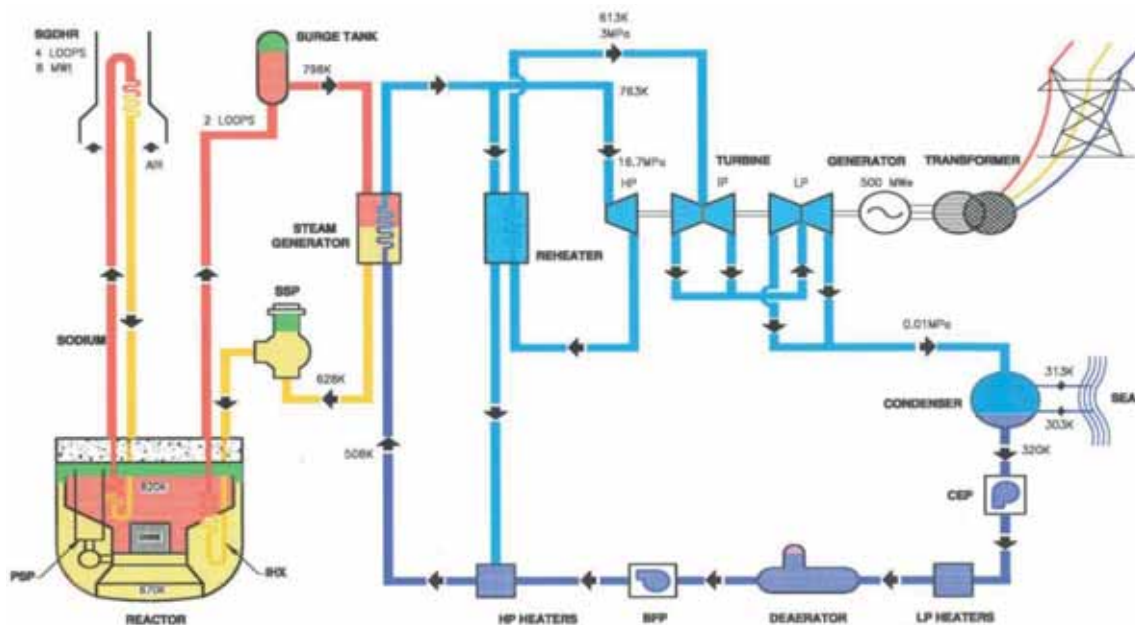 SGDHR
4 LOOPS
8 MWt
AIR
SURGE TANK
798K
2 LOOPS
STEAM
GENERATOR
SSP
628K
SODIUM
508K
613K
3MPa
763K
16.7MPa
HP
TURBINE
IP
LP
REHEATER
GENERATOR
500 MWe
TRANSFORMER
0.01MPa
CONDENSER
313K
SEA
303K
320K
CEP
820K
CORE
PSP
IHX
670K
REACTOR
HP HEATERS
BFP
DEAERATOR
LP HEATERS